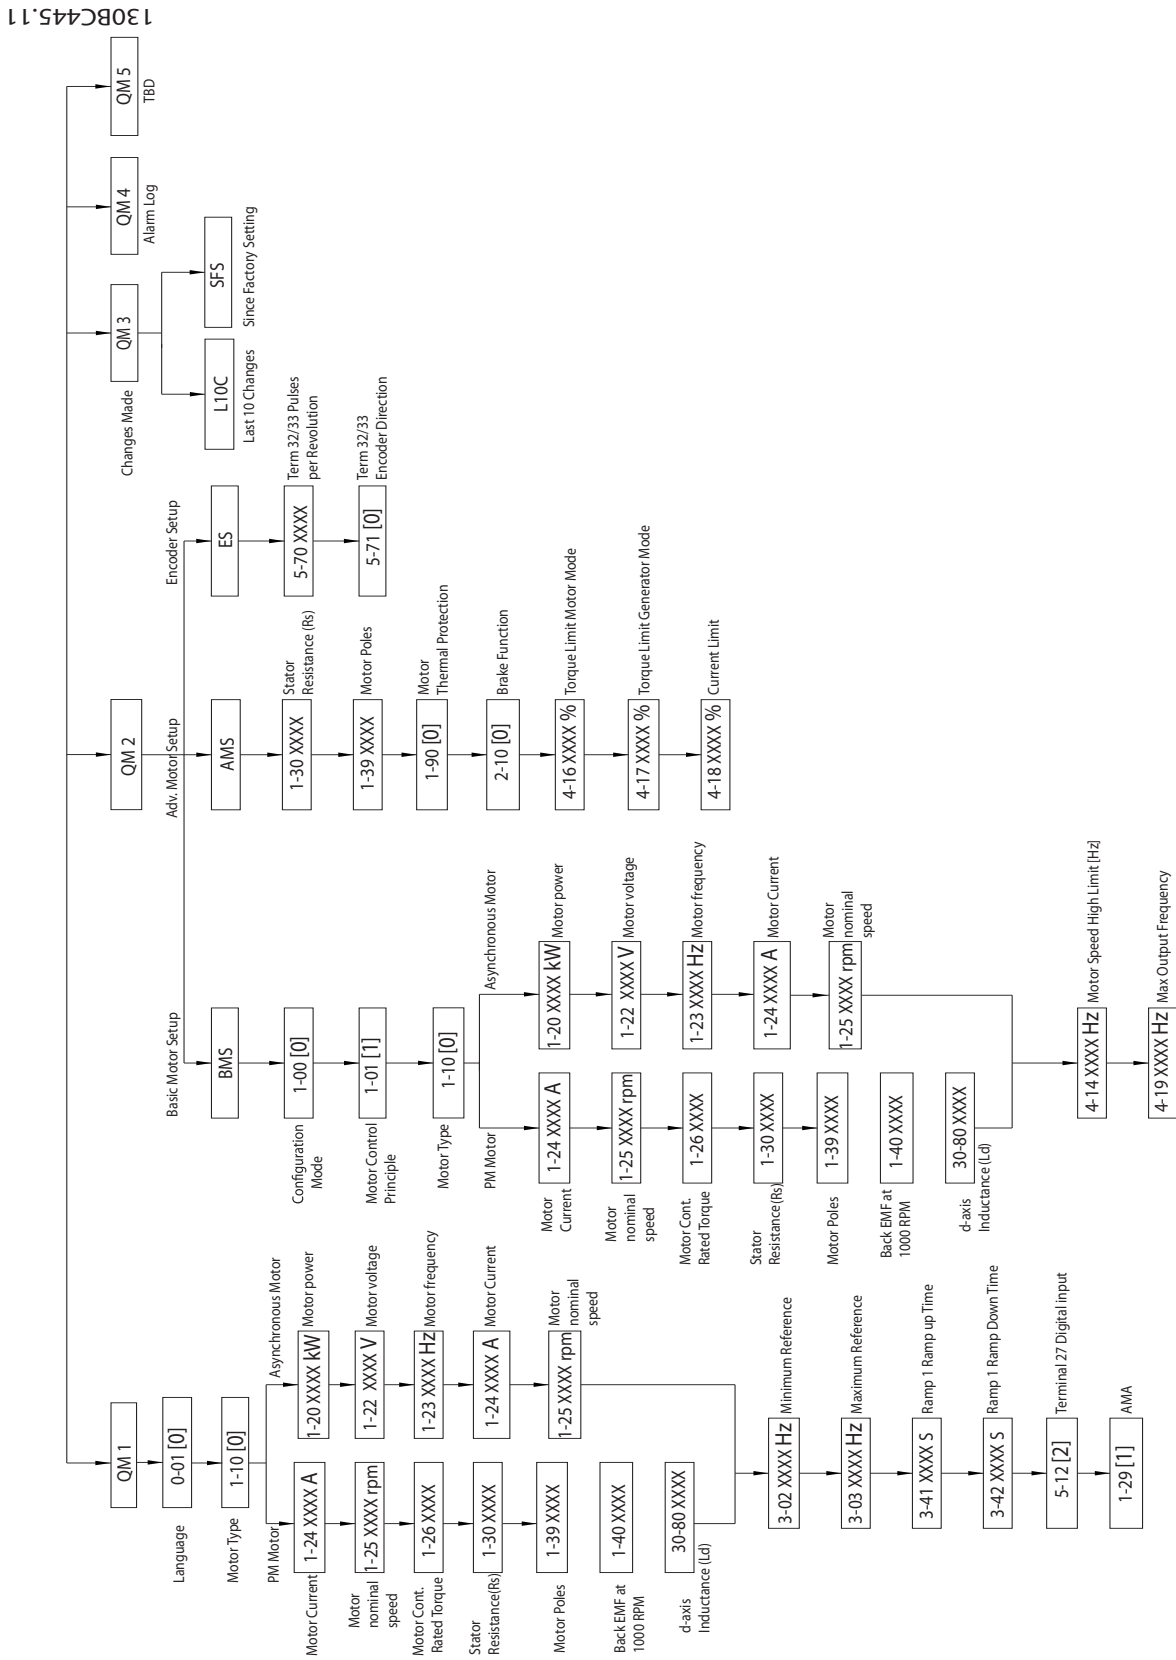 130BC445.11
QM 1
0-01 [0]
Language
1-10 [0]
Motor Type
PM Motor
1-24 XXXX A
Motor Current
1-25 XXXX rpm
Motor
nominal
speed
1-26 XXXX
Motor Cont.
Rated Torque
1-30 XXXX
Stator
Resistance(Rs)
1-39 XXXX
Motor Poles
1-40 XXXX
Back EMF at
1000 RPM
30-80 XXXX
d-axis
Inductance (Ld)
Asynchronous Motor
1-20 XXXX kW
Motor power
1-22 XXXX V
Motor voltage
1-23 XXXX Hz
Motor frequency
1-24 XXXX A
Motor Current
1-25 XXXX rpm
Motor
nominal
speed
3-02 XXXX Hz
Minimum Reference
3-03 XXXX Hz
Maximum Reference
3-41 XXXX S
Ramp 1 Ramp up Time
3-42 XXXX S
Ramp 1 Ramp Down Time
5-12 [2]
Terminal 27 Digital input
1-29 [1]
AMA
QM 2
Basic Motor Setup
BMS
1-00 [0]
Configuration
Mode
1-01 [1]
Motor Control
Principle
1-10 [0]
Motor Type
PM Motor
1-24 XXXX A
Motor
Current
1-25 XXXX rpm
Motor
nominal
speed
1-26 XXXX
Motor Cont.
Rated Torque
1-30 XXXX
Stator
Resistance(Rs)
1-39 XXXX
Motor Poles
1-40 XXXX
Back EMF at
1000 RPM
30-80 XXXX
d-axis
Inductance (Ld)
Asynchronous Motor
1-20 XXXX kW
Motor power
1-22 XXXX V
Motor voltage
1-23 XXXX Hz
Motor frequency
1-24 XXXX A
Motor Current
1-25 XXXX rpm
Motor
nominal
speed
4-14 XXXX Hz
Motor Speed High Limit [Hz]
4-19 XXXX Hz
Max Output Frequency
Adv. Motor Setup
AMS
1-30 XXXX
Stator
Resistance (Rs)
1-39 XXXX
Motor Poles
1-90 [0]
Motor
Thermal Protection
2-10 [0]
Brake Function
4-16 XXXX %
Torque Limit Motor Mode
4-17 XXXX %
Torque Limit Generator Mode
4-18 XXXX %
Current Limit
Encoder Setup
ES
5-70 XXXX
Term 32/33 Pulses
per Revolution
5-71 [0]
Term 32/33
Encoder Direction
QM 3
Changes Made
L10C
Last 10 Changes
SFS
Since Factory Setting
QM 4
Alarm Log
QM 5
TBD